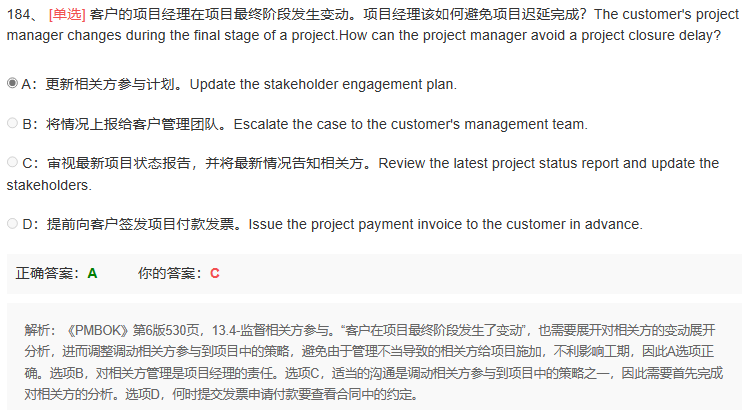 184、 [单选] 客户的项目经理在项目最终阶段发生变动。项目经理该如何避免项目迟延完成？The customer's project
manager changes during the final stage of a project.How can the project manager avoid a project closure delay?
A：更新相关方参与计划。Update the stakeholder engagement plan.
B：将情况上报给客户管理团队。Escalate the case to the customer's management team.
C：审视最新项目状态报告，并将最新情况告知相关方。Review the latest project status report and update the
stakeholders.
D：提前向客户签发项目付款发票。Issue the project payment invoice to the customer in advance.
正确答案：A 你的答案：C
解析：《PMBOK》第6版530页，13.4-监督相关方参与。“客户在项目最终阶段发生了变动”，也需要展开对相关方的变动展开
分析，进而调整调动相关方参与到项目中的策略，避免由于管理不当导致的相关方给项目施加，不利影响工期，因此A选项正
确。选项B，对相关方管理是项目经理的责任。选项C，适当的沟通是调动相关方参与到项目中的策略之一，因此需要首先完成
对相关方的分析。选项D，何时提交发票申请付款要查看合同中的约定。